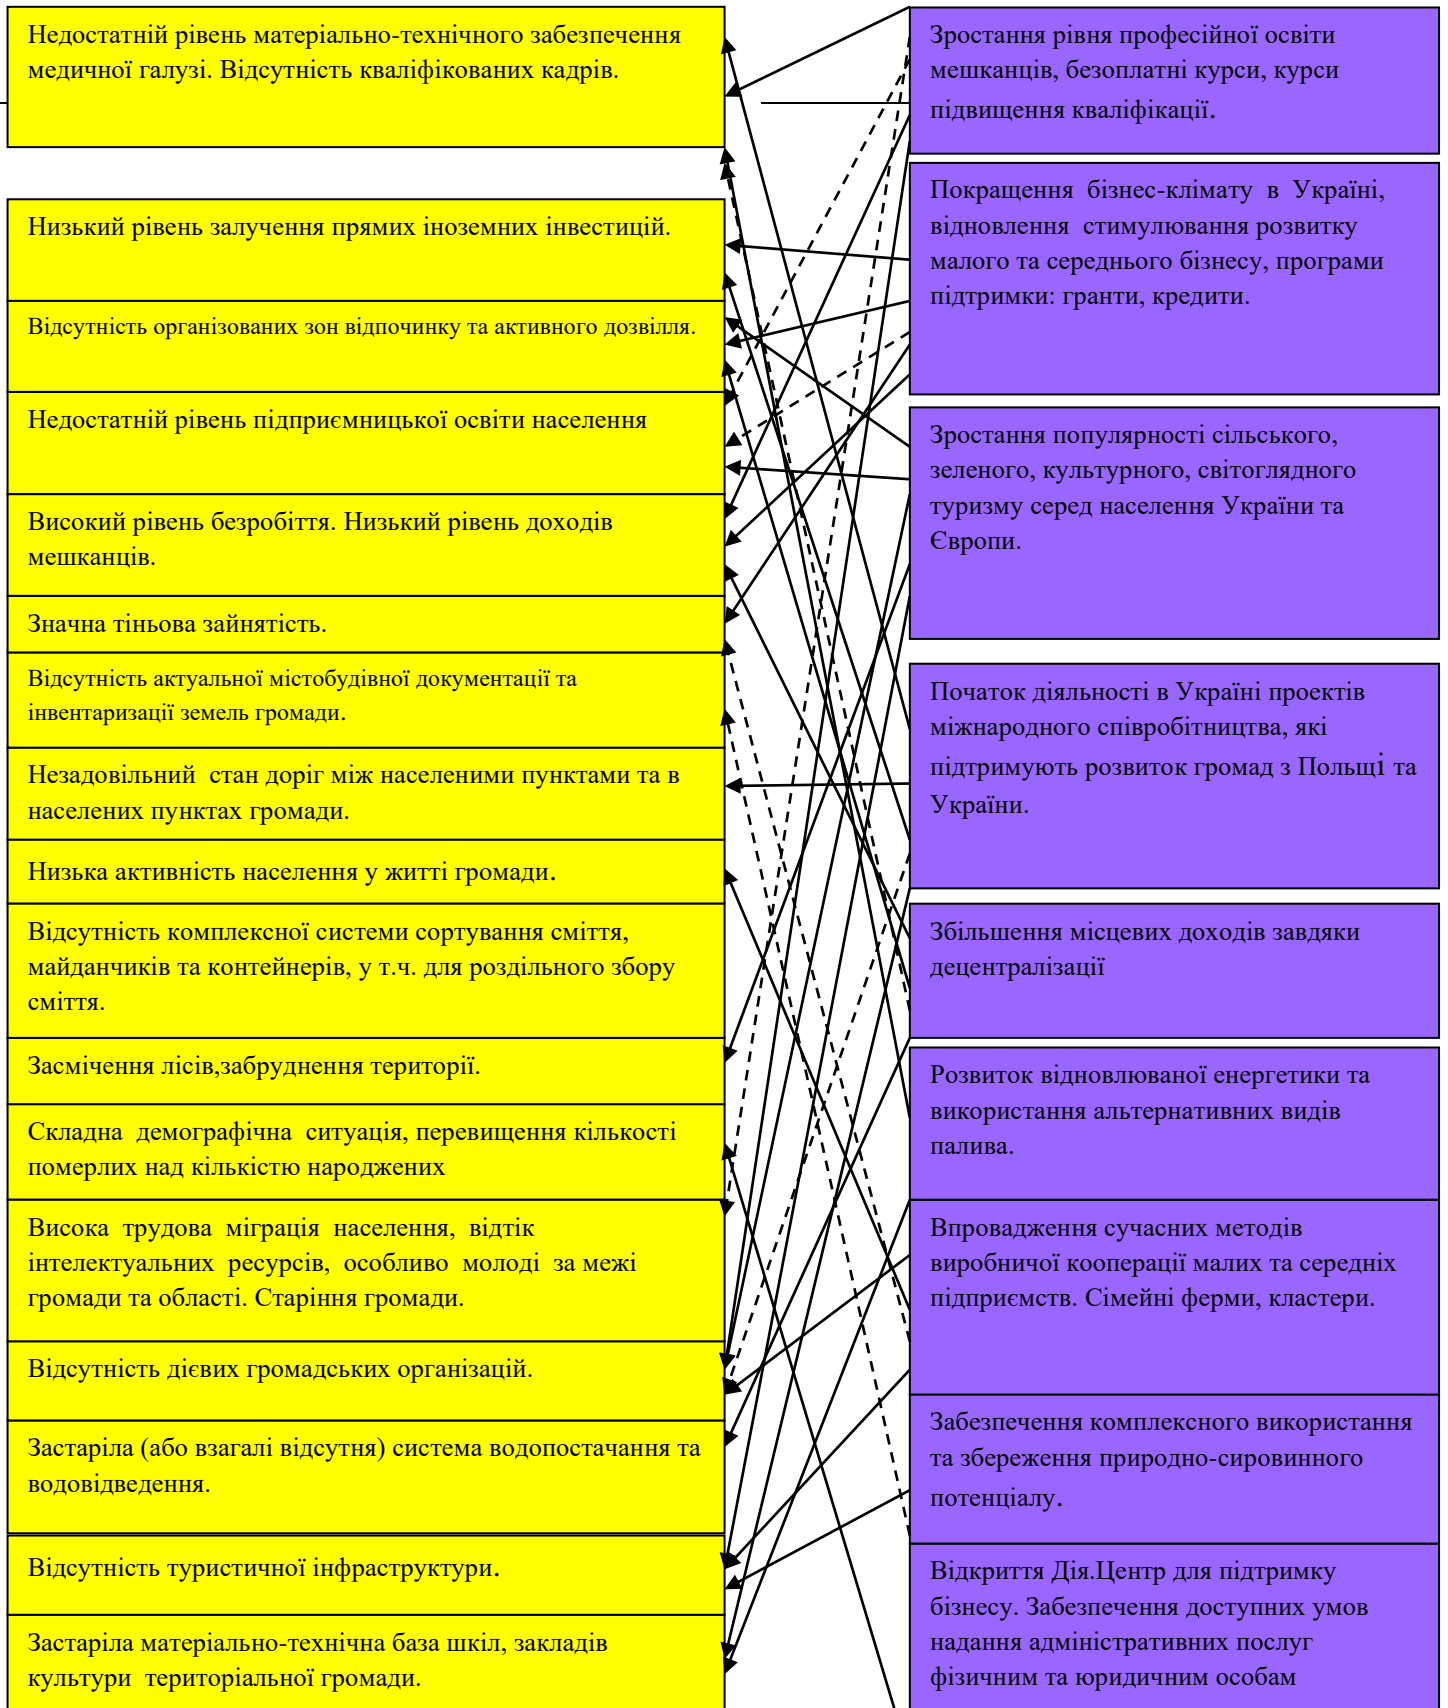 Недостатній рівень матеріально-технічного забезпечення
медичної галузі. Відсутність кваліфікованих кадрів.
Низький рівень залучення прямих іноземних інвестицій.
Відсутність організованих зон відпочинку та активного дозвілля.
Недостатній рівень підприємницької освіти населення
Високий рівень безробіття. Низький рівень доходів
мешканців.
Значна тіньова зайнятість.
Відсутність актуальної містобудівної документації та
інвентаризації земель громади.
Незадовільний стан доріг між населеними пунктами та в
населених пунктах громади.
Низька активність населення у житті громади.
Відсутність комплексної системи сортування сміття,
майданчиків та контейнерів, у т.ч. для роздільного збору
сміття.
Засмічення лісів,забруднення території.
Складна демографічна ситуація, перевищення кількості
померлих над кількістю народжених
Висока трудова міграція населення, відтік
інтелектуальних ресурсів, особливо молоді за межі
громади та області. Старіння громади.
Відсутність дієвих громадських організацій.
Застаріла (або взагалі відсутня) система водопостачання та
водовідведення.
Відсутність туристичної інфраструктури.
Застаріла матеріально-технічна база шкіл, закладів
культури територіальної громади.
Зростання рівня професійної освіти
мешканців, безоплатні курси, курси
підвищення кваліфікації.
Покращення бізнес-клімату в Україні,
відновлення стимулювання розвитку
малого та середнього бізнесу, програми
підтримки: гранти, кредити.
Зростання популярності сільського,
зеленого, культурного, світоглядного
туризму серед населення України та
Європи.
Початок діяльності в Україні проектів
міжнародного співробітництва, які
підтримують розвиток громад з Польщі та
України.
Збільшення місцевих доходів завдяки
децентралізації
Розвиток відновлюваної енергетики та
використання альтернативних видів
палива.
Впровадження сучасних методів
виробничої кооперації малих та середніх
підприємств. Сімейні ферми, кластери.
Забезпечення комплексного використання
та збереження природно-сировинного
потенціалу.
Відкриття Дія.Центр для підтримку
бізнесу. Забезпечення доступних умов
надання адміністративних послуг
фізичним та юридичним особам